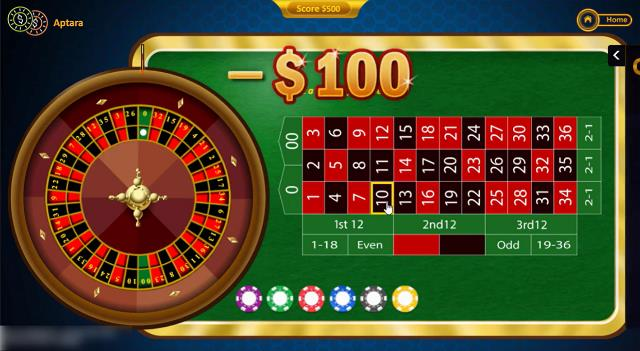 Score $500
Aptara
Home
- $100
00 3 6 9 12 15 18 21 24 27 30 33 36 2-1
2 5 8 11 14 17 20 23 26 29 32 35 2-1
0 1 4 7 10 13 16 19 22 25 28 31 34 2-1
1st 12 2nd12 3rd12
1-18 Even Odd 19-36